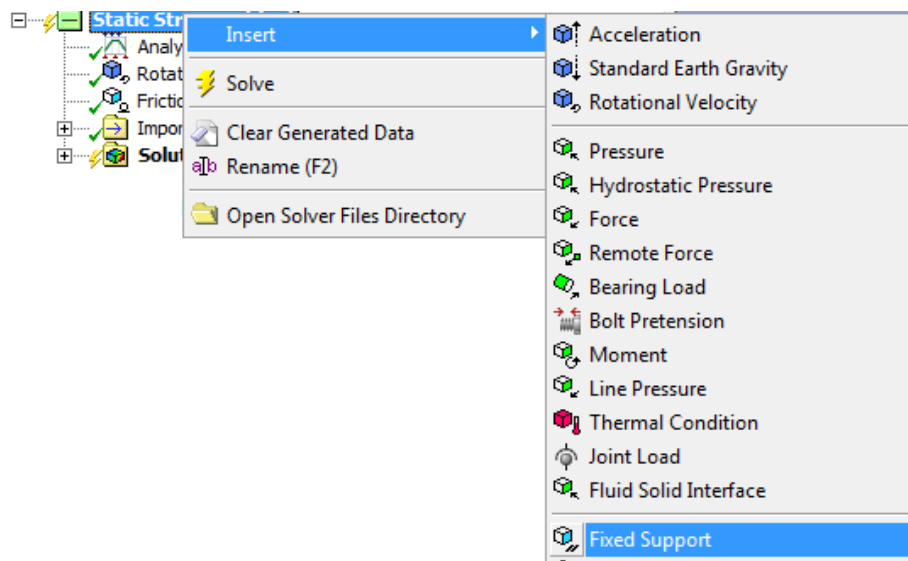 Static Str
Analy
Rotat
Frictio
Impor
Solut
Insert
Solve
Clear Generated Data
Rename (F2)
Open Solver Files Directory
Acceleration
Standard Earth Gravity
Rotational Velocity
Pressure
Hydrostatic Pressure
Force
Remote Force
Bearing Load
Bolt Pretension
Moment
Line Pressure
Thermal Condition
Joint Load
Fluid Solid Interface
Fixed Support